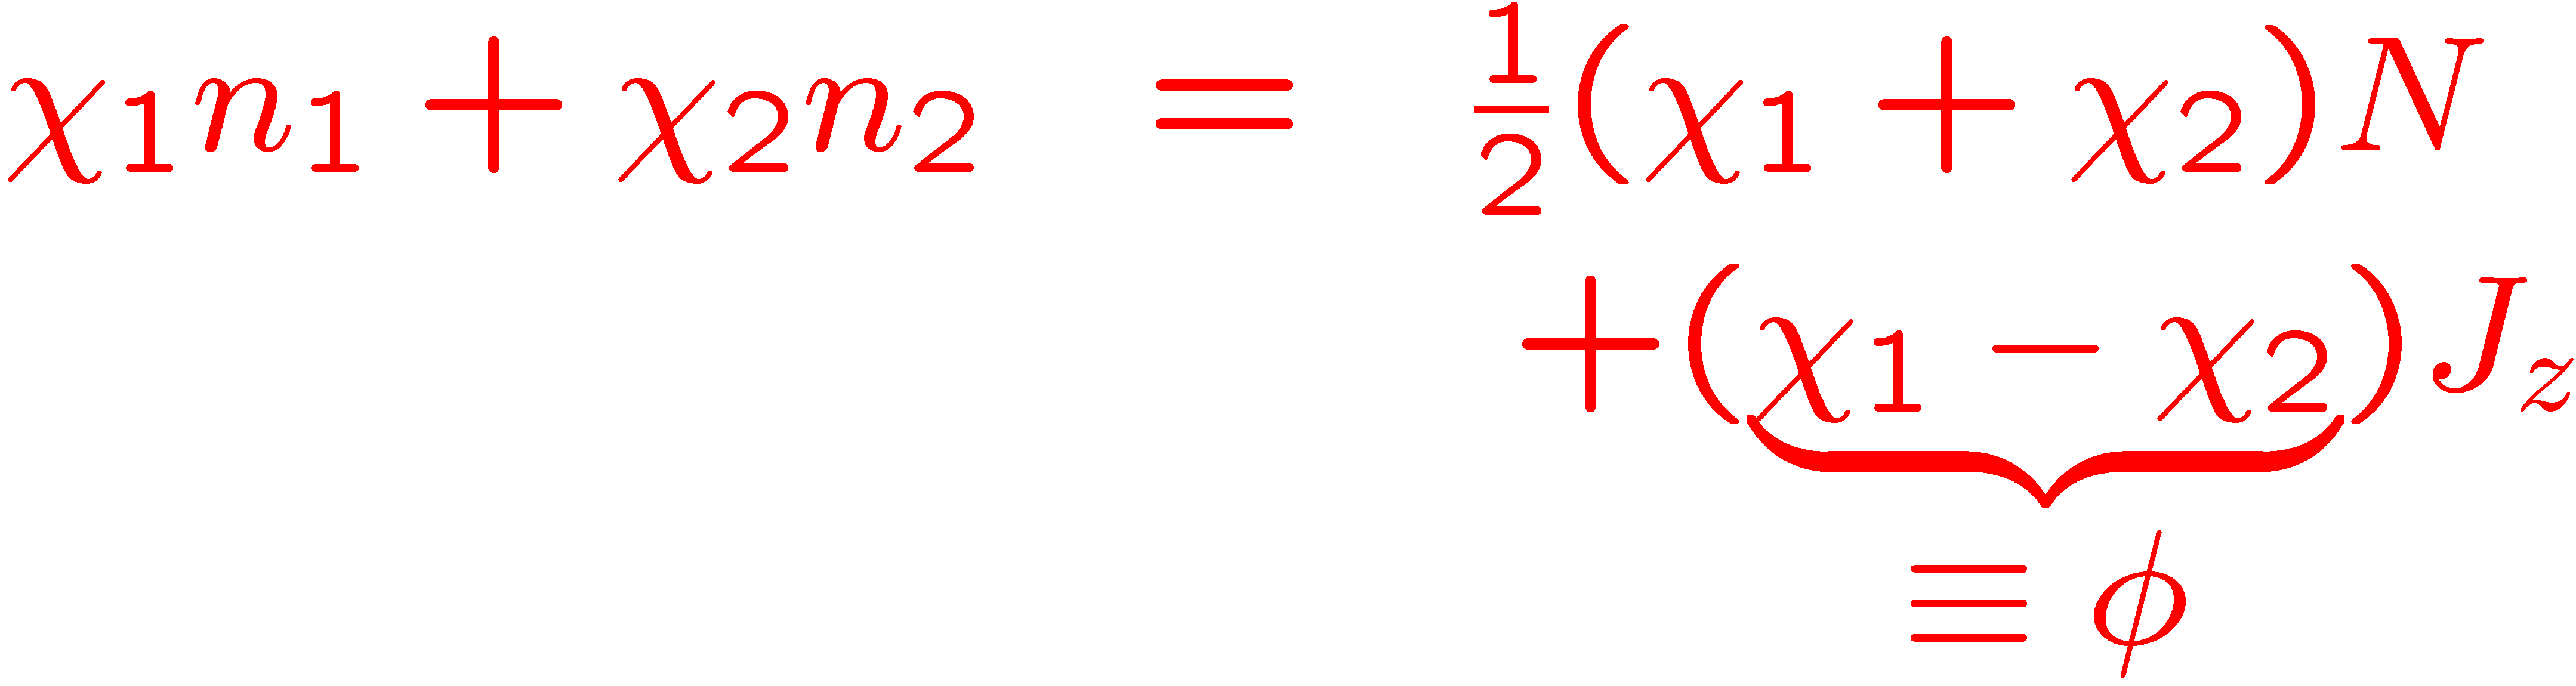 χ₁n₁ + χ₂n₂ = ½(χ₁ + χ₂)N
+(χ₁ − χ₂)J_z
≡ ϕ